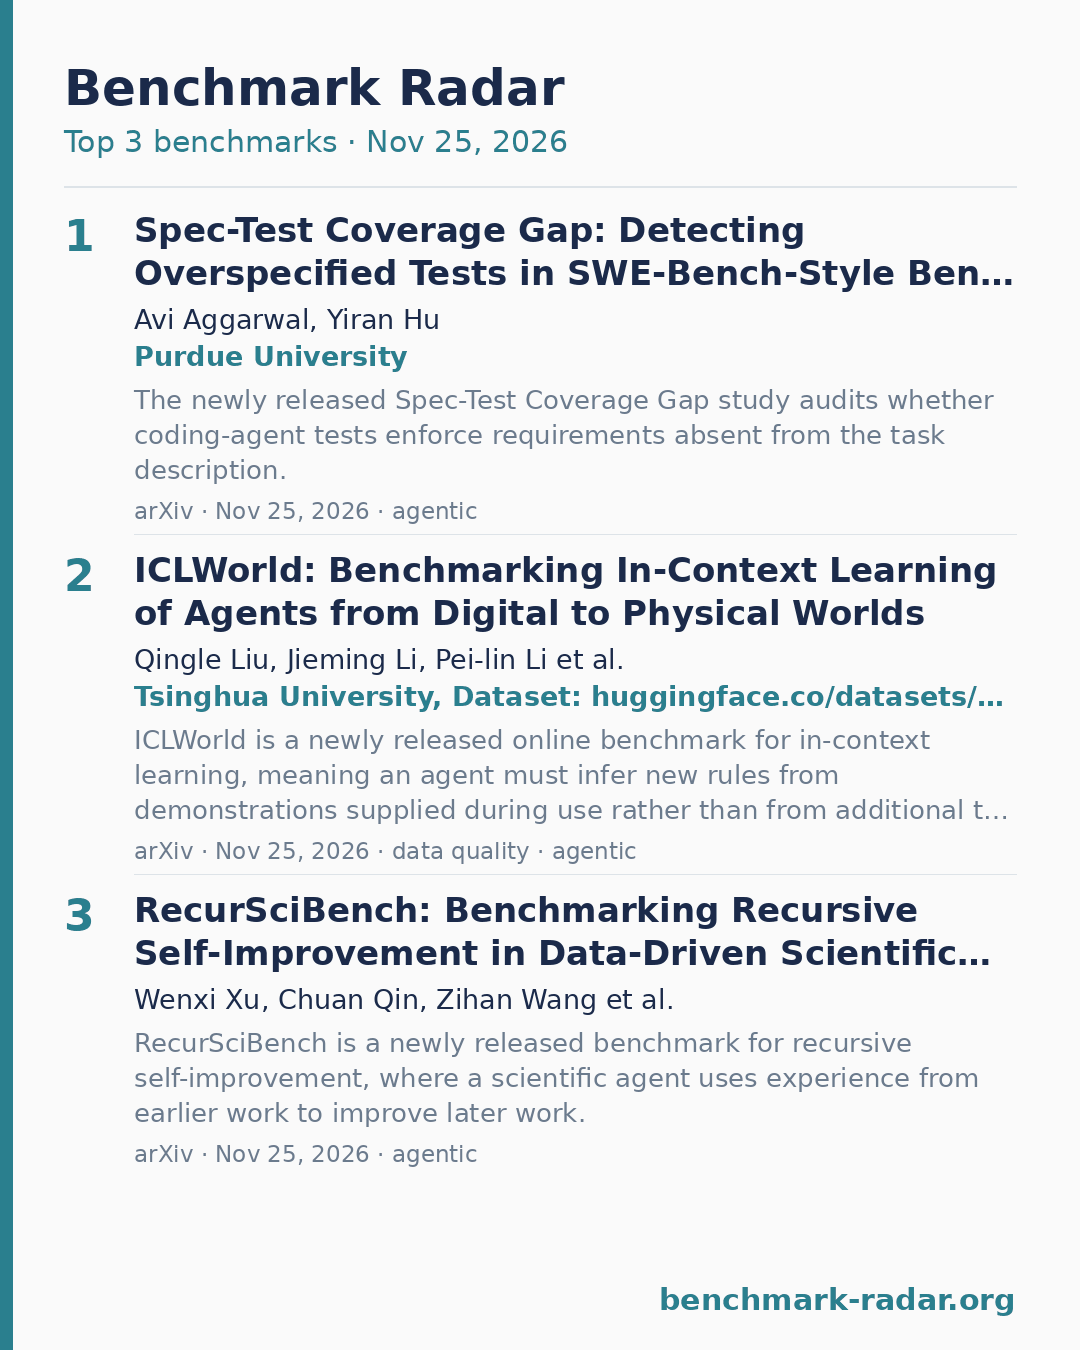 Benchmark Radar
Top 3 benchmarks · Nov 25, 2026
1
Spec-Test Coverage Gap: Detecting
Overspecified Tests in SWE-Bench-Style Ben…
Avi Aggarwal, Yiran Hu
Purdue University
The newly released Spec-Test Coverage Gap study audits whether
coding-agent tests enforce requirements absent from the task
description.
arXiv · Nov 25, 2026 · agentic
2
ICLWorld: Benchmarking In-Context Learning
of Agents from Digital to Physical Worlds
Qingle Liu, Jieming Li, Pei-lin Li et al.
Tsinghua University, Dataset: huggingface.co/datasets/…
ICLWorld is a newly released online benchmark for in-context
learning, meaning an agent must infer new rules from
demonstrations supplied during use rather than from additional t…
arXiv · Nov 25, 2026 · data quality · agentic
3
RecurSciBench: Benchmarking Recursive
Self-Improvement in Data-Driven Scientific…
Wenxi Xu, Chuan Qin, Zihan Wang et al.
RecurSciBench is a newly released benchmark for recursive
self-improvement, where a scientific agent uses experience from
earlier work to improve later work.
arXiv · Nov 25, 2026 · agentic
benchmark-radar.org